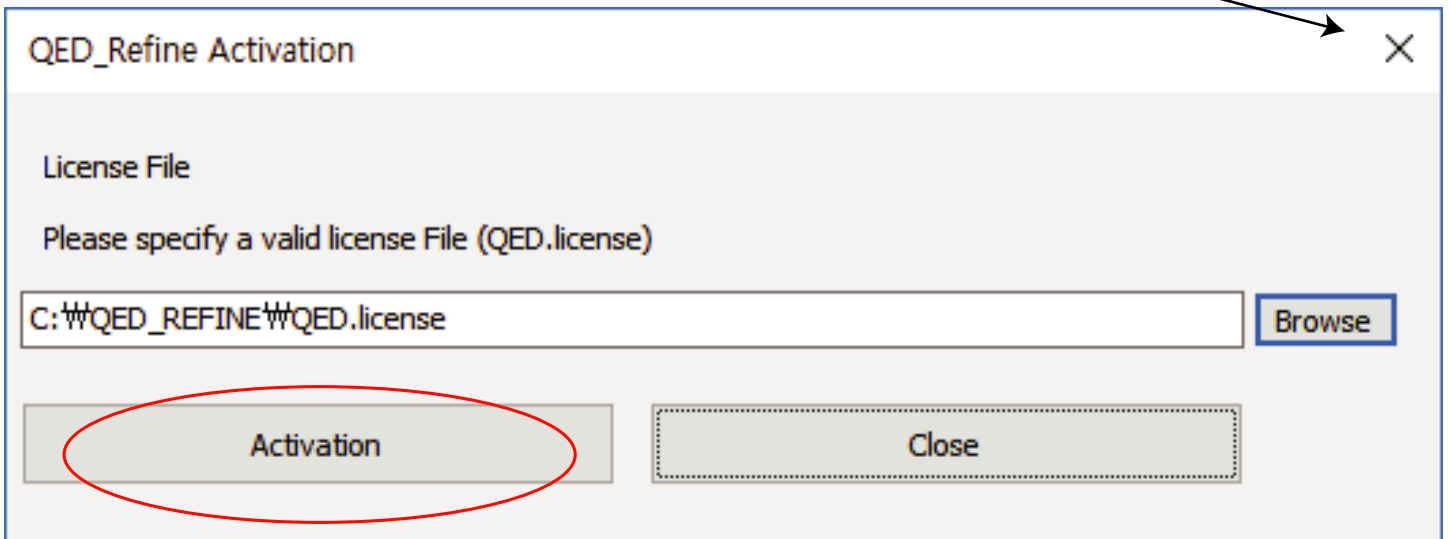 QED_Refine Activation
License File
Please specify a valid license File (QED.license)
C:₩QED_REFINE₩QED.license
Browse
Activation
Close